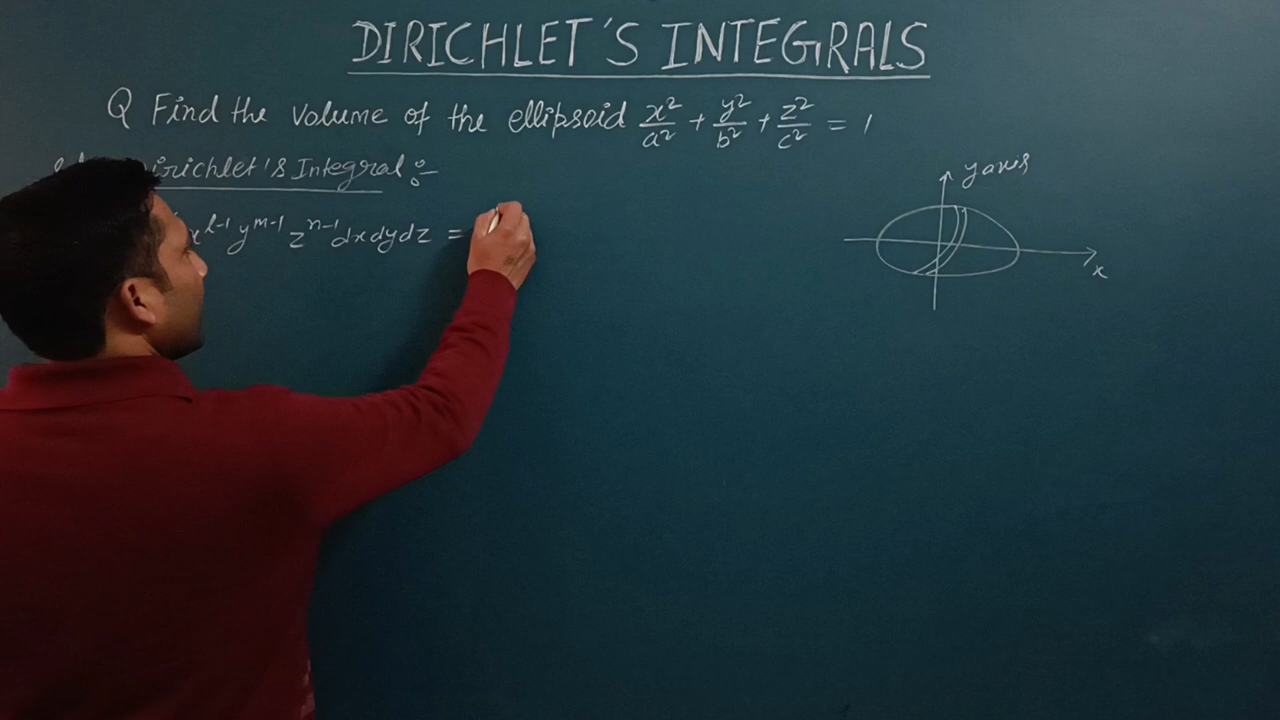 DIRICHLET'S INTEGRALS
Q Find the volume of the ellipsoid x²/a² + y²/b² + z²/c² = 1
Dirichlet's Integral :-
x^{l-1} y^{m-1} z^{n-1} dx dy dz =
y axis
x